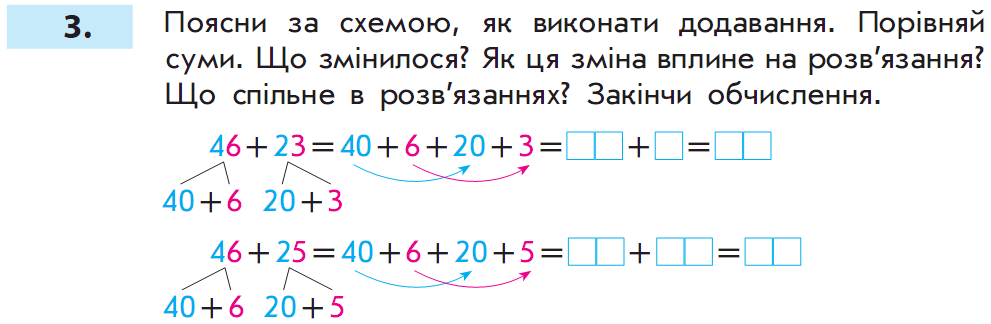 3. Поясни за схемою, як виконати додавання. Порівняй
суми. Що змінилося? Як ця зміна вплине на розв'язання?
Що спільне в розв'язаннях? Закінчи обчислення.
46 + 23 = 40 + 6 + 20 + 3 = □□ + □ = □□
40 + 6 20 + 3
46 + 25 = 40 + 6 + 20 + 5 = □□ + □□ = □□
40 + 6 20 + 5